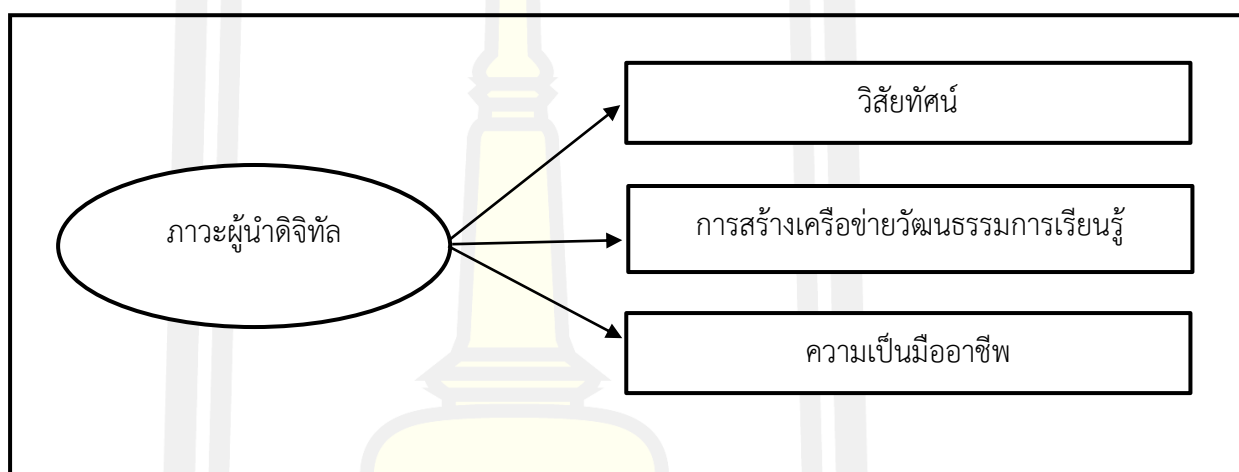 วิสัยทัศน์
ภาวะผู้นำดิจิทัล
การสร้างเครือข่ายวัฒนธรรมการเรียนรู้
ความเป็นมืออาชีพ